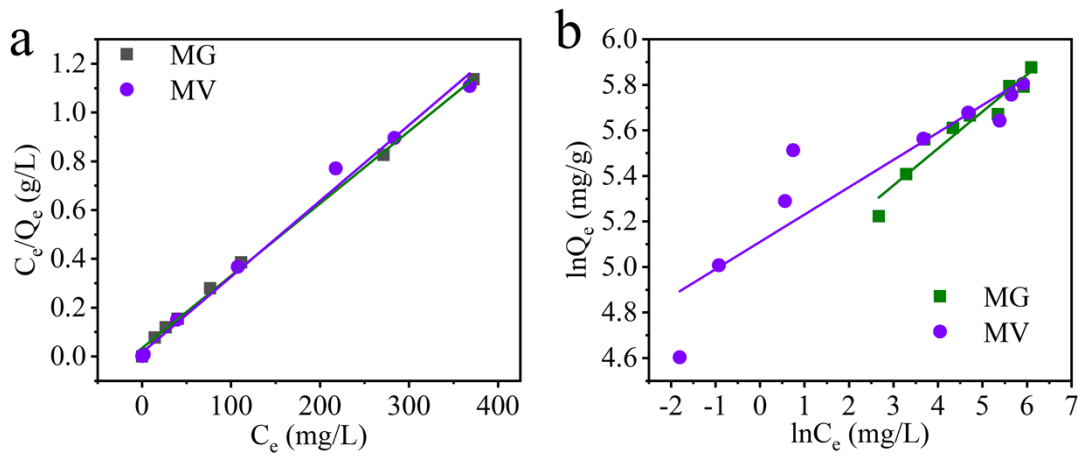 a
MG
MV
1.2
1.0
0.8
0.6
0.4
0.2
0.0
0 100 200 300 400
Ce/Qe (g/L)
Ce (mg/L)
b
6.0
5.8
5.6
5.4
5.2
5.0
4.8
4.6
-2 -1 0 1 2 3 4 5 6 7
lnQe (mg/g)
lnCe (mg/L)
MG
MV